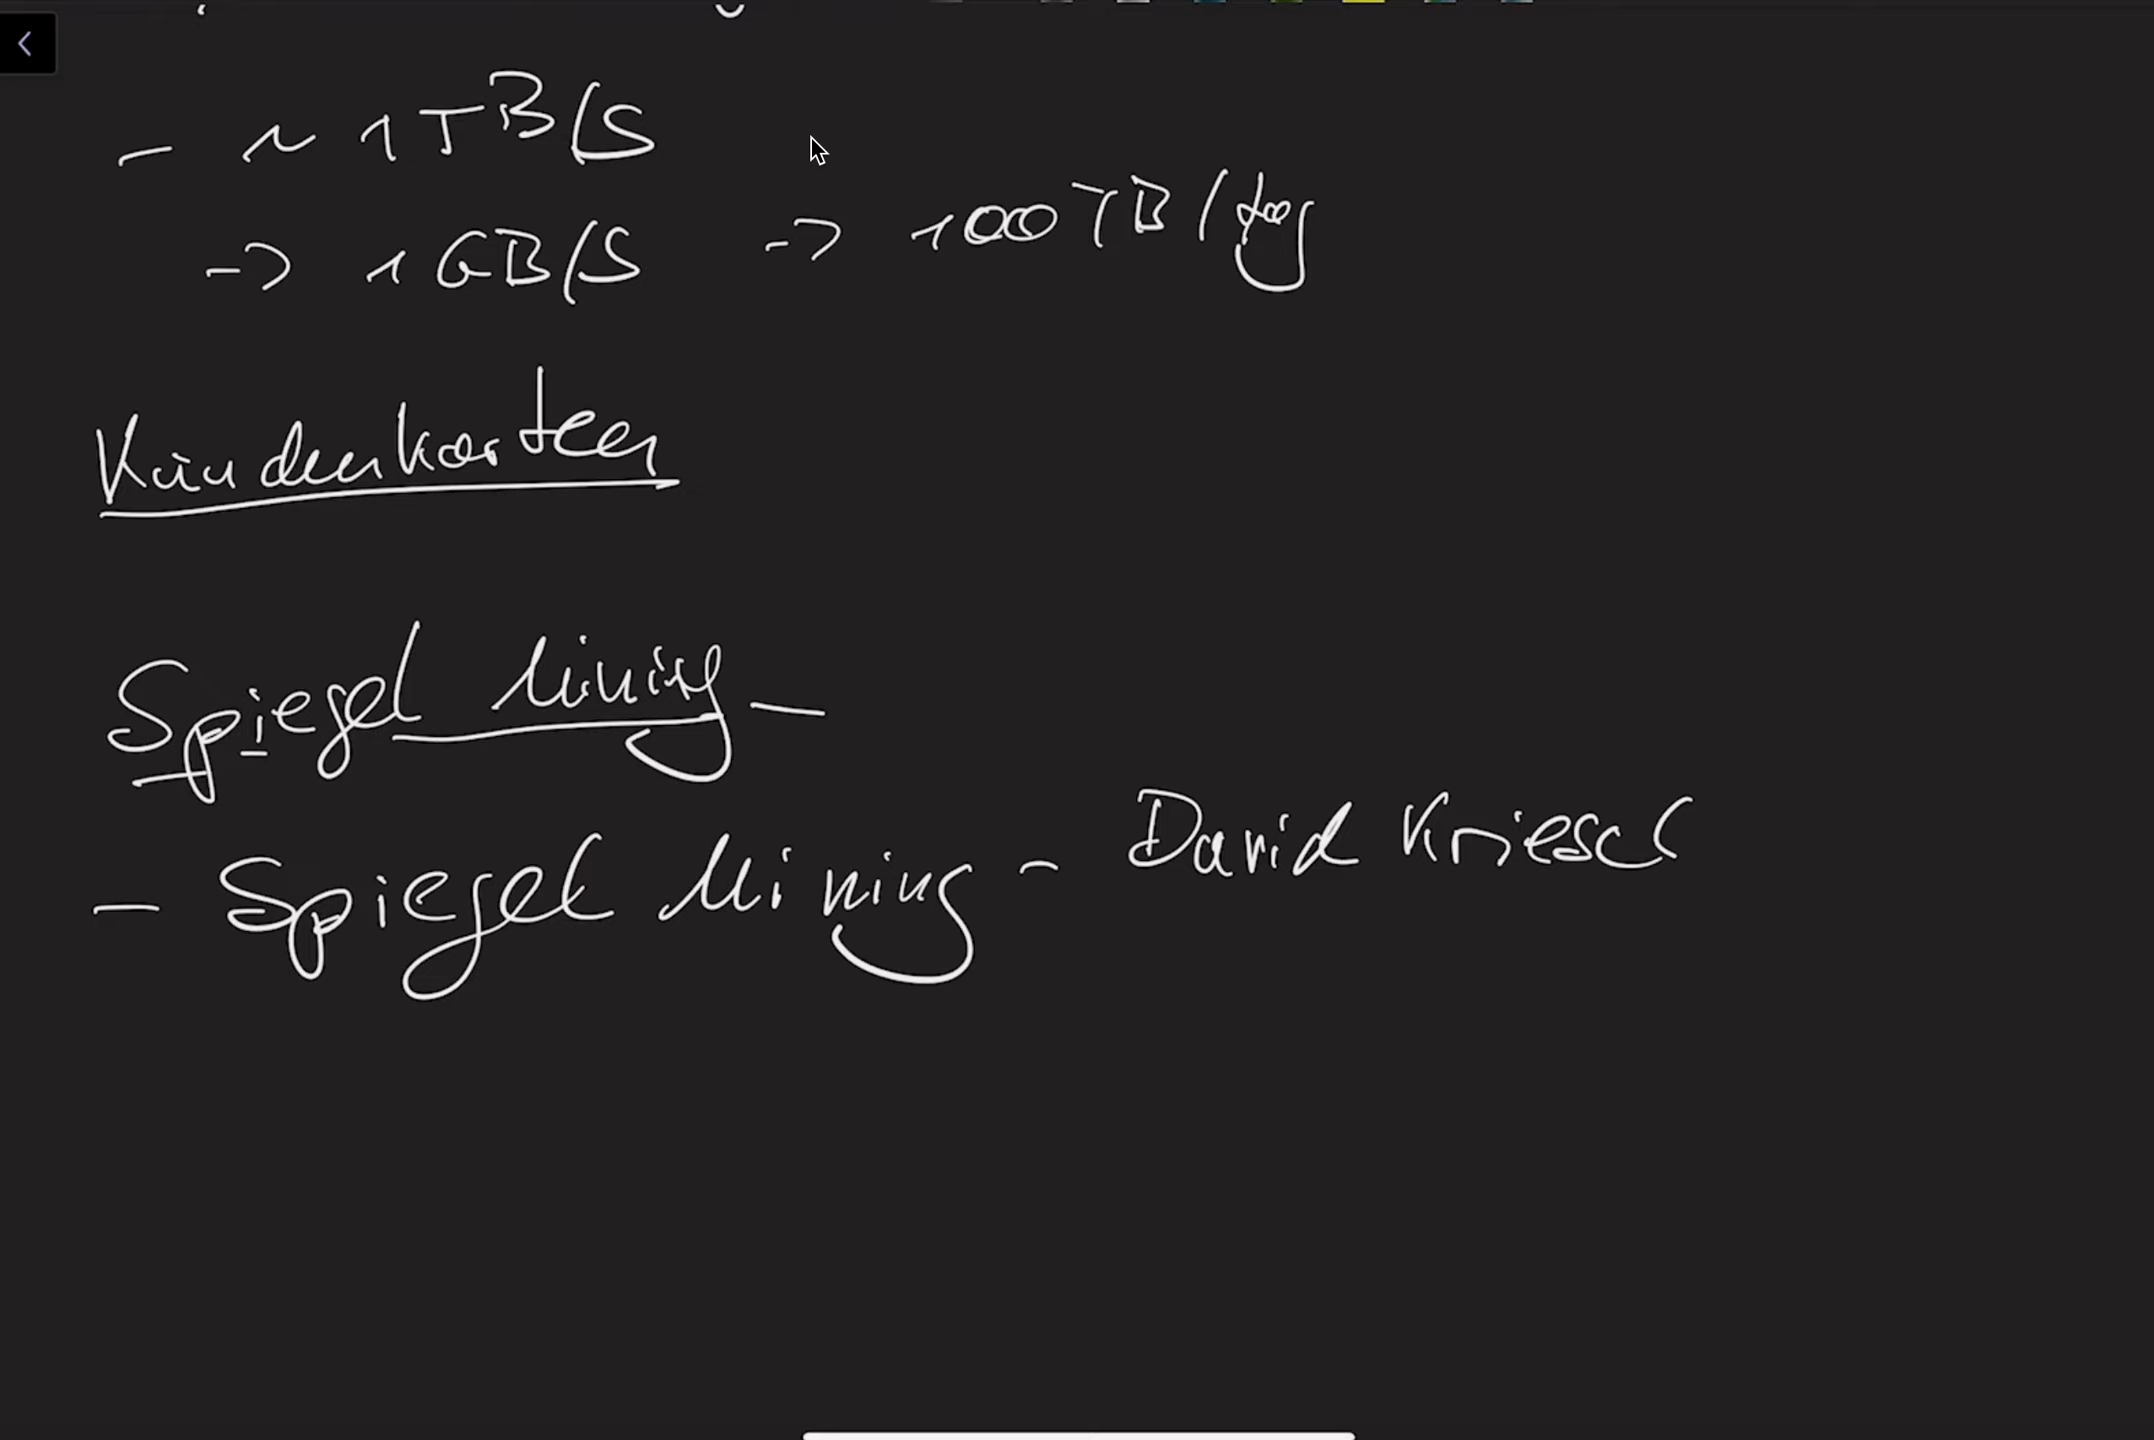 - ~ 1TB/s
-> 1GB/s -> 100TB/tag
Kundenkarten
Spiegel Mining -
- Spiegel Mining - David Kriesel